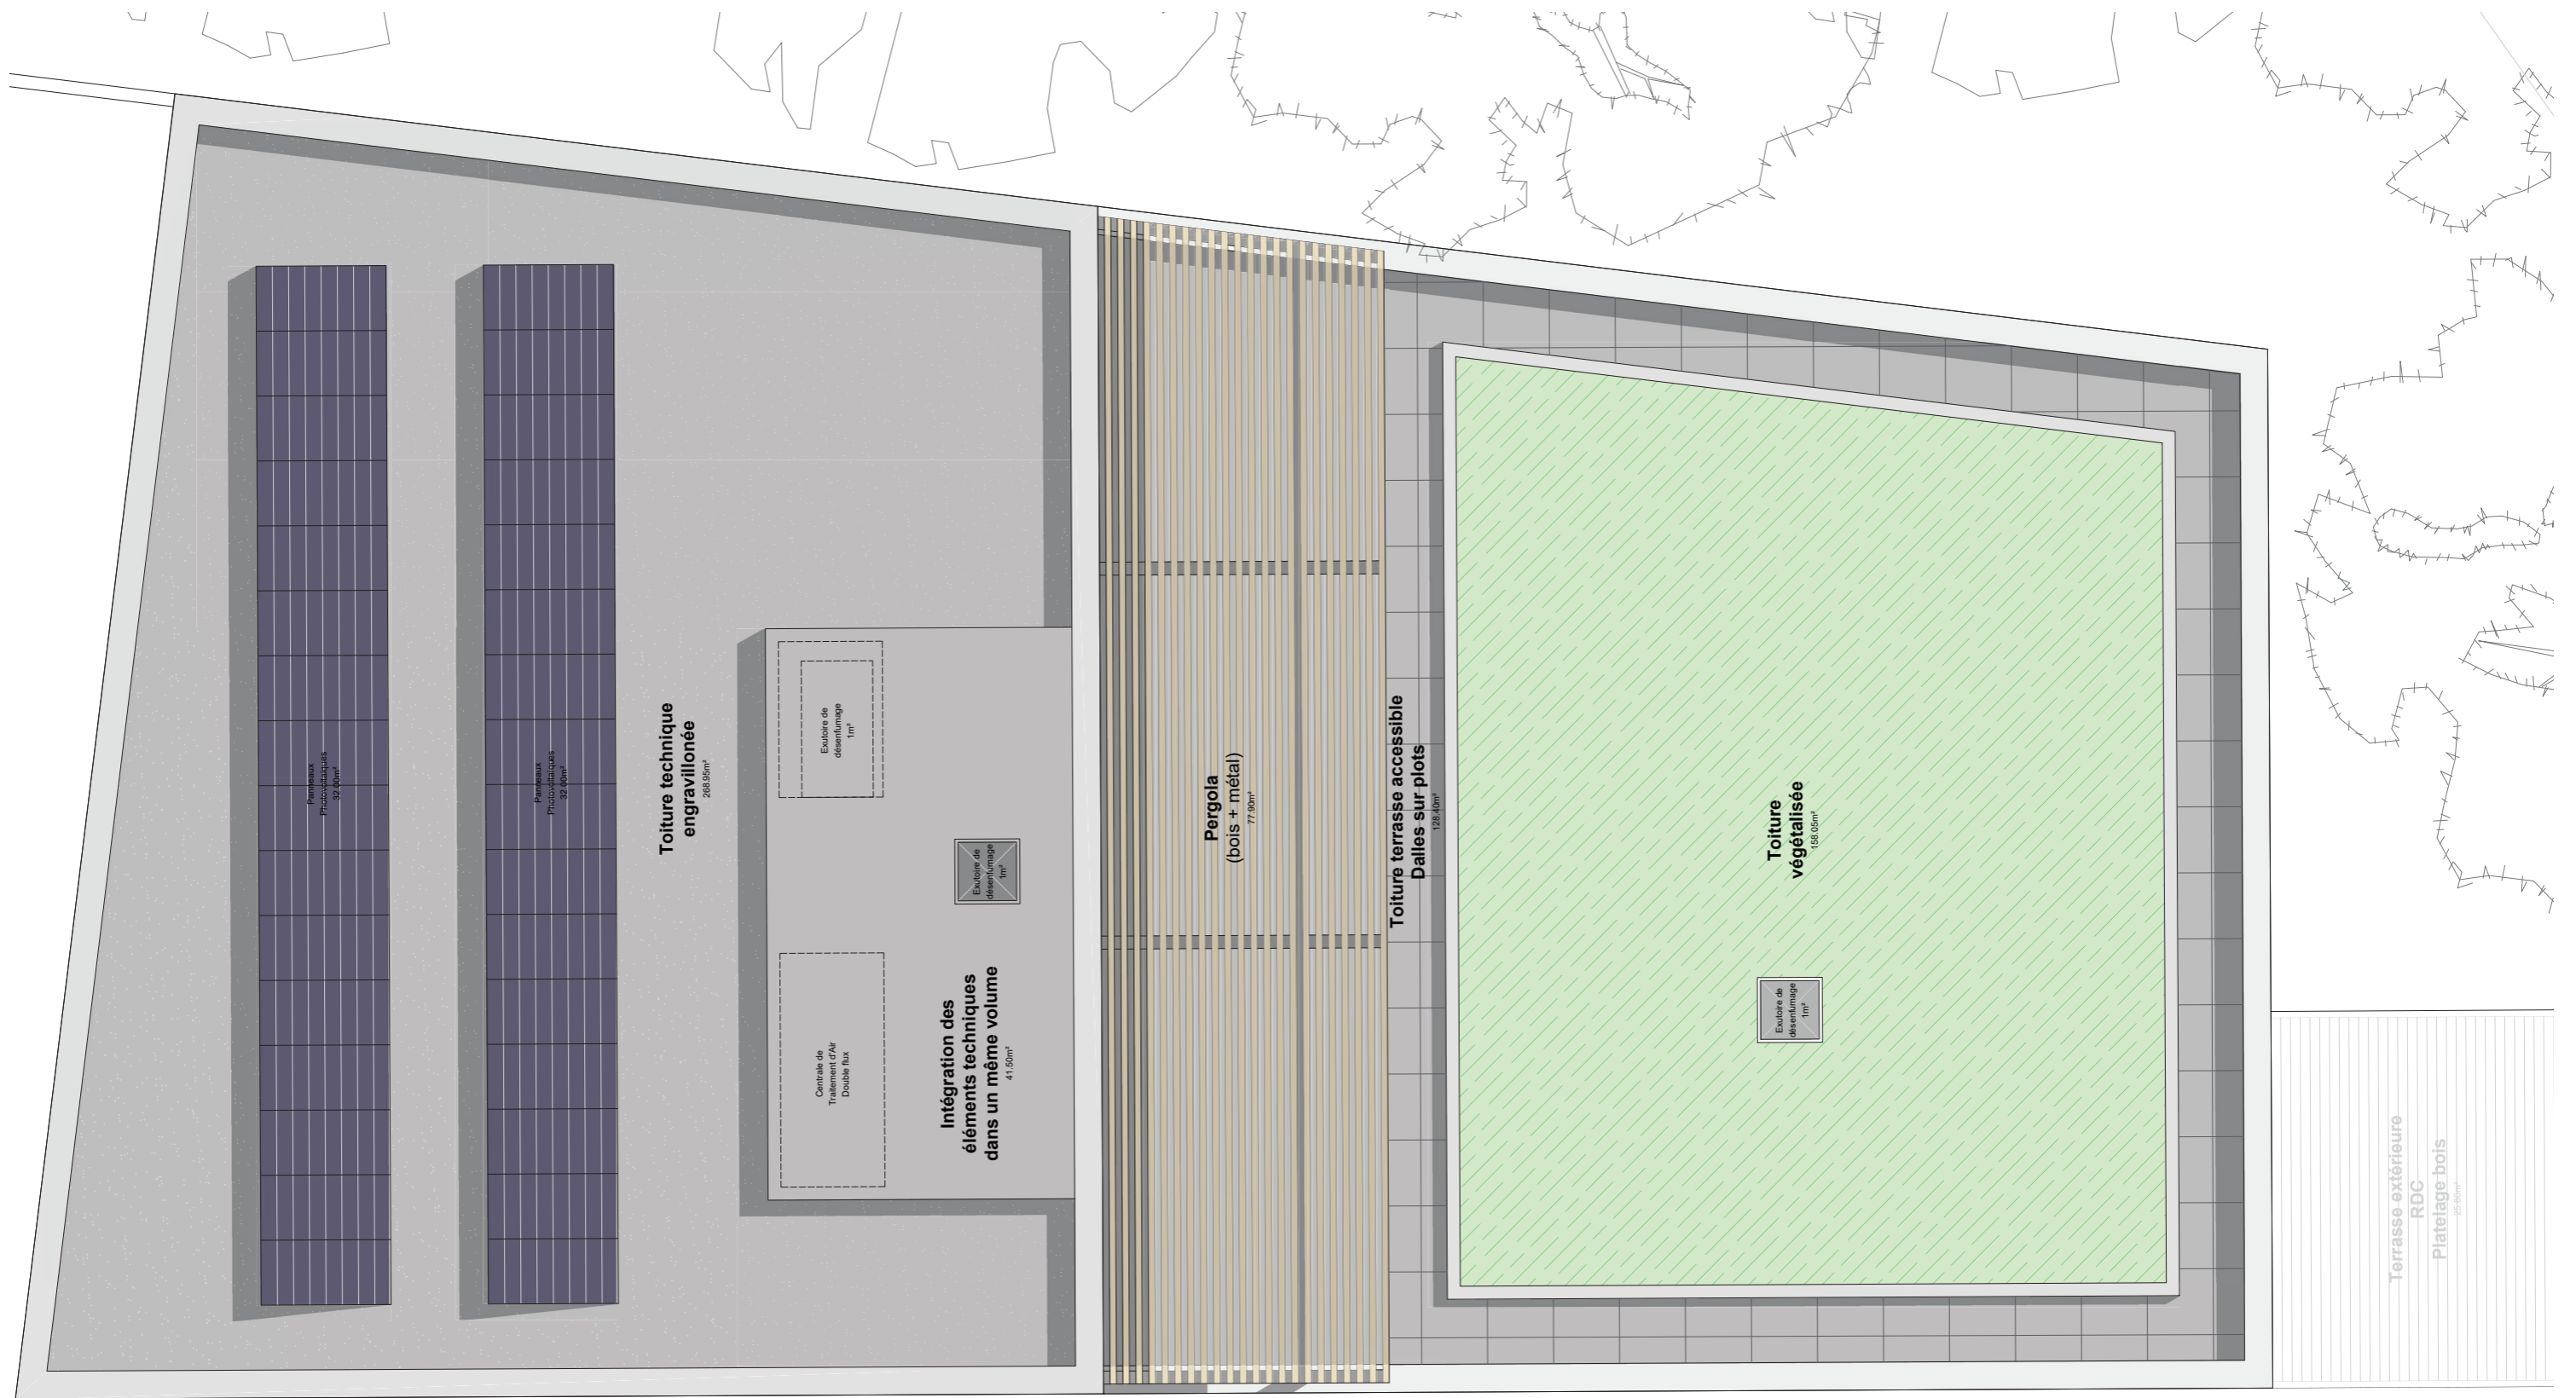 Panneaux
Photovoltaïques
32.00m²
Panneaux
Photovoltaïques
32.00m²
Toiture technique
engravillonée
268.95m²
Exutoire de
désenfumage
1m²
Centrale de
Traitement d'Air
Double flux
Exutoire de
désenfumage
1m²
Intégration des
éléments techniques
dans un même volume
41.50m²
Pergola
(bois + métal)
77.90m²
Toiture terrasse accessible
Dalles sur plots
128.40m²
Toiture
végétalisée
158.05m²
Exutoire de
désenfumage
1m²
Terrasse extérieure
RDC
Platelage bois
25.00m²